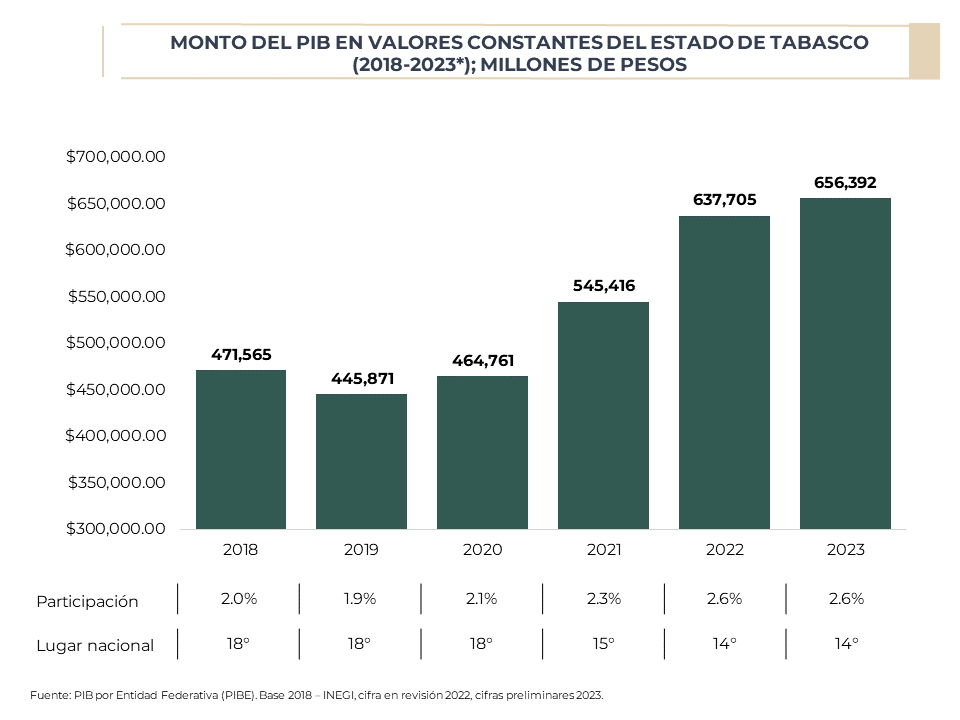 MONTO DEL PIB EN VALORES CONSTANTES DEL ESTADO DE TABASCO
(2018-2023*); MILLONES DE PESOS
$700,000.00
$650,000.00
$600,000.00
$550,000.00
$500,000.00
$450,000.00
$400,000.00
$350,000.00
$300,000.00
471,565
445,871
464,761
545,416
637,705
656,392
2018 2019 2020 2021 2022 2023
Participación 2.0% 1.9% 2.1% 2.3% 2.6% 2.6%
Lugar nacional 18° 18° 18° 15° 14° 14°
Fuente: PIB por Entidad Federativa (PIBE). Base 2018 – INEGI, cifra en revisión 2022, cifras preliminares 2023.